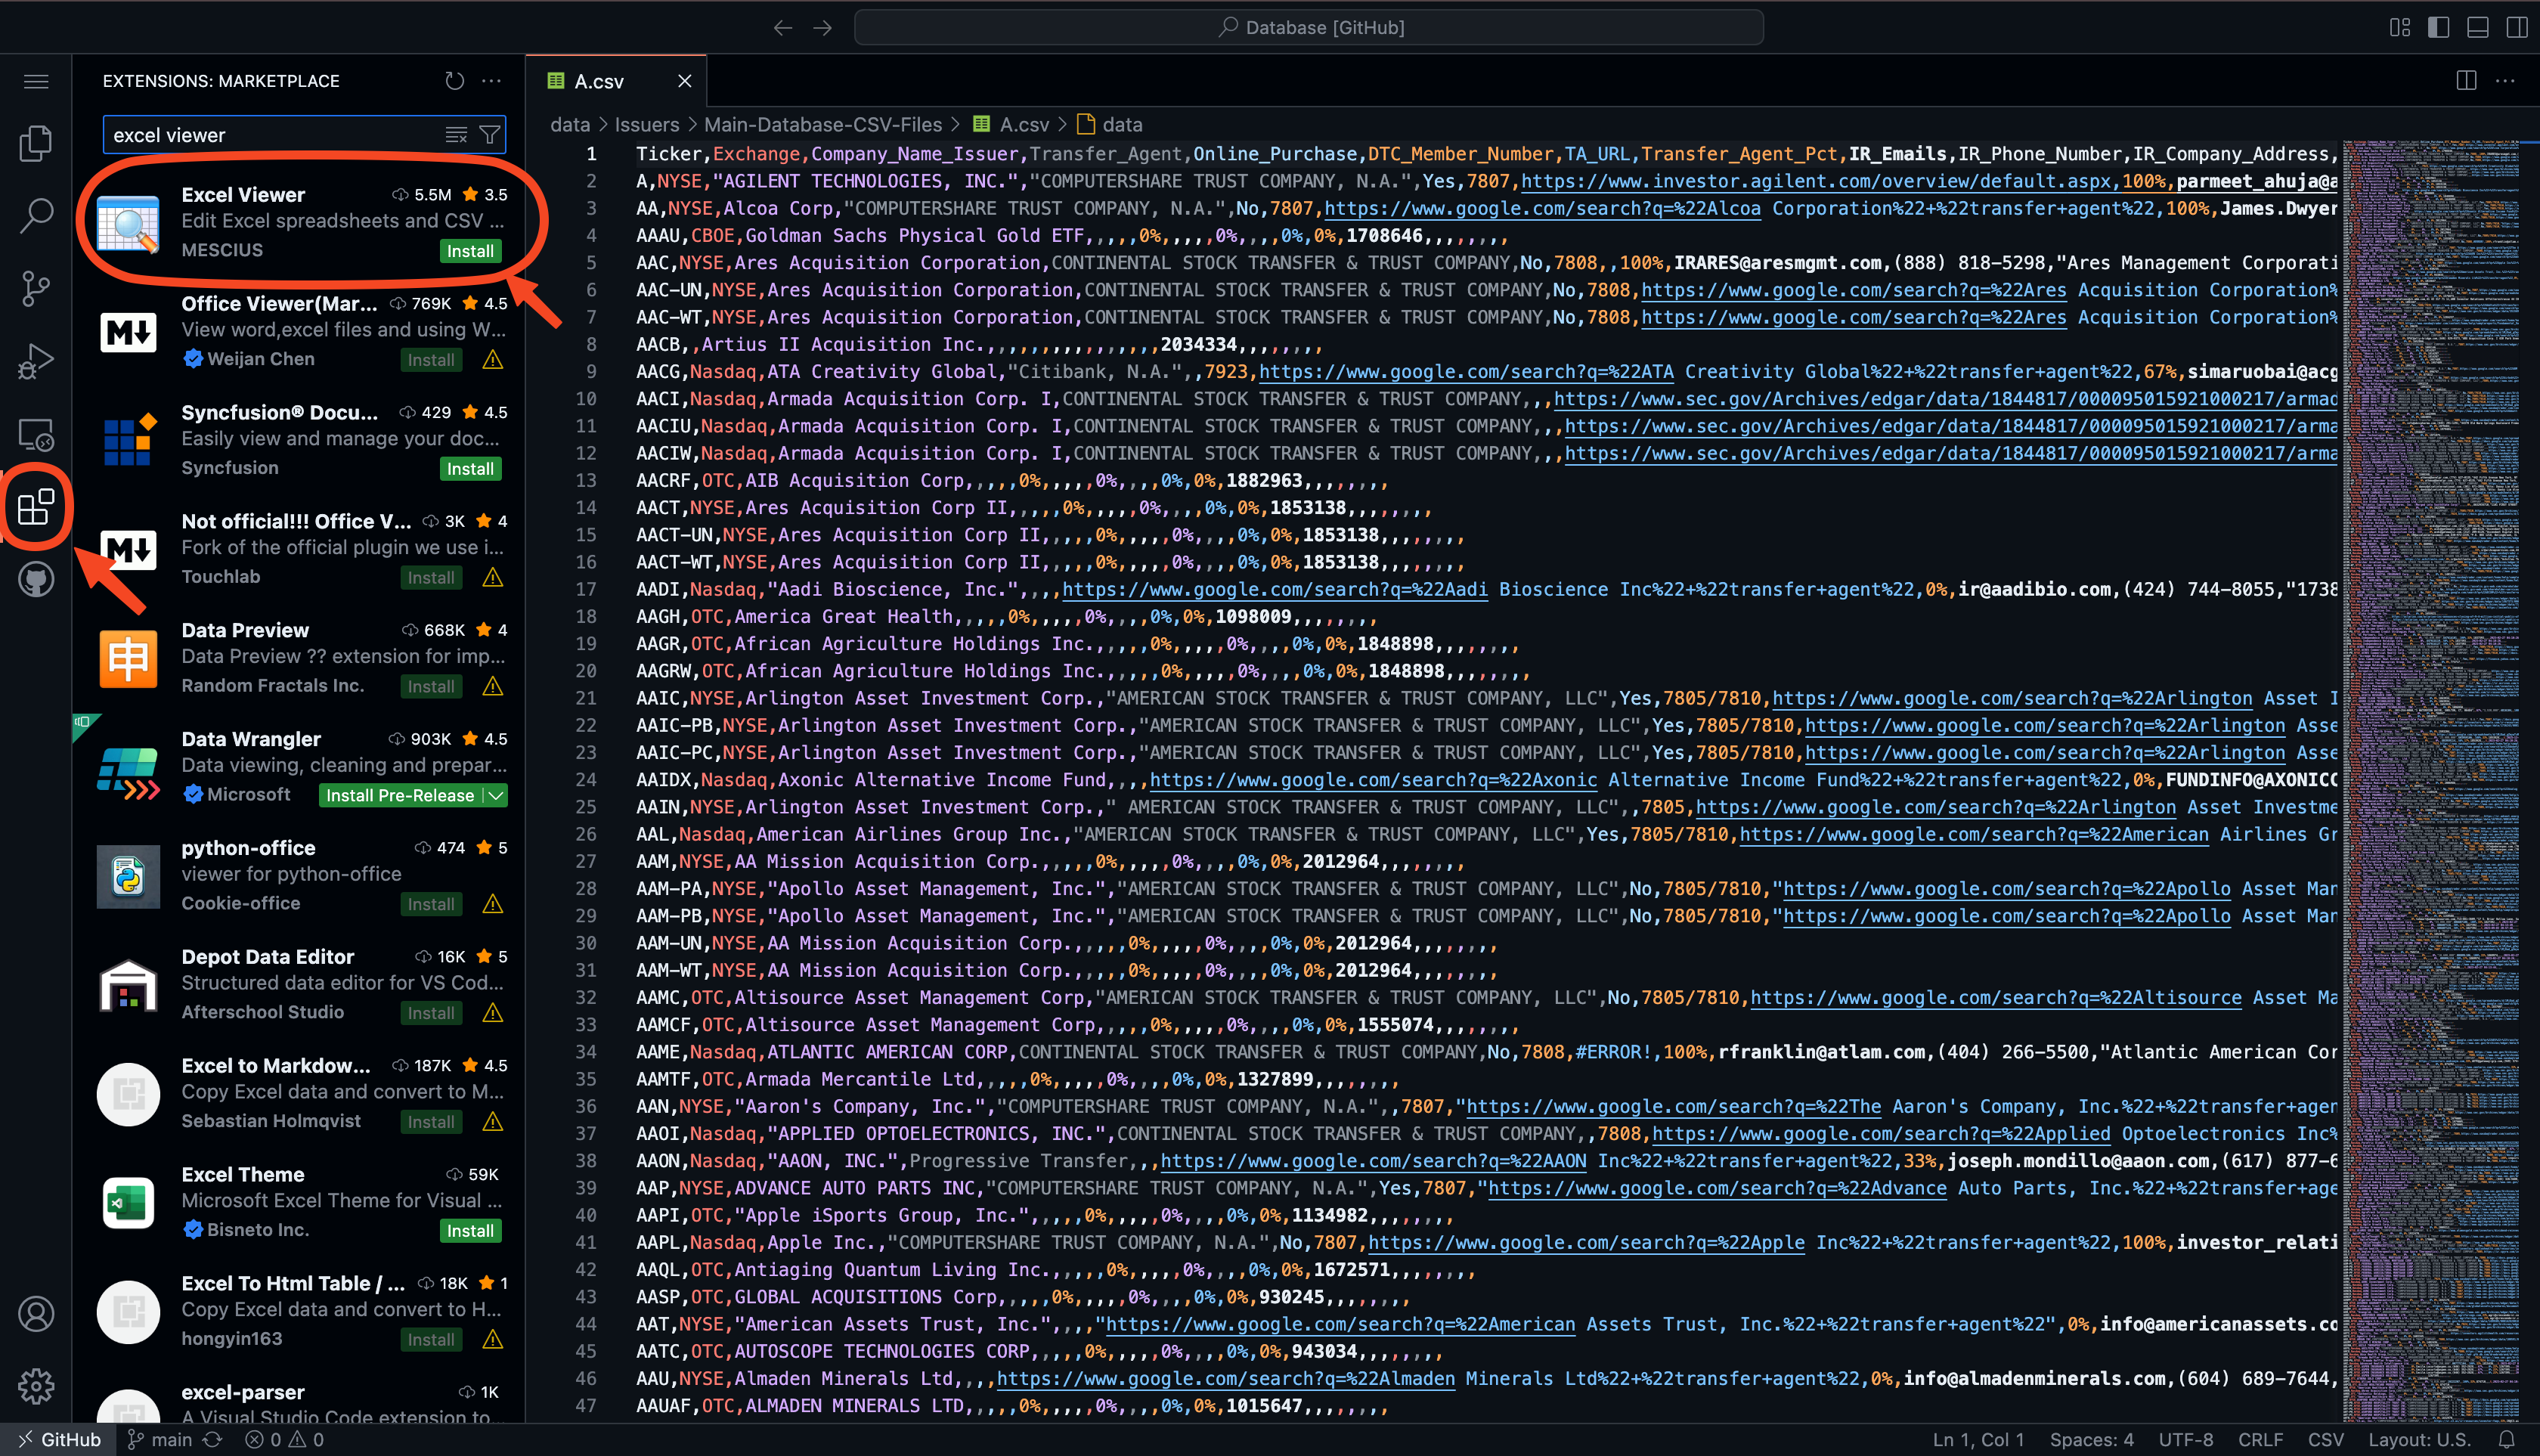 Database [GitHub]
EXTENSIONS: MARKETPLACE
excel viewer
Excel Viewer 5.5M 3.5
Edit Excel spreadsheets and CSV ...
MESCIUS Install
Office Viewer(Mar... 769K 4.5
View word,excel files and using W...
Weijan Chen Install
Syncfusion® Docu... 429 4.5
Easily view and manage your doc...
Syncfusion Install
Not official!!! Office V... 3K 4
Fork of the official plugin we use i...
Touchlab Install
Data Preview 668K 4
Data Preview ?? extension for imp...
Random Fractals Inc. Install
Data Wrangler 903K 4.5
Data viewing, cleaning and prepar...
Microsoft Install Pre-Release
python-office 474 5
viewer for python-office
Cookie-office Install
Depot Data Editor 16K 5
Structured data editor for VS Cod...
Afterschool Studio Install
Excel to Markdow... 187K 4.5
Copy Excel data and convert to M...
Sebastian Holmqvist Install
Excel Theme 59K
Microsoft Excel Theme for Visual ...
Bisneto Inc. Install
Excel To Html Table / ... 18K 1
Copy Excel data and convert to H...
hongyin163 Install
excel-parser 1K
A Visual Studio Code extension to...
A.csv
data > Issuers > Main-Database-CSV-Files > A.csv > data
1 Ticker,Exchange,Company_Name_Issuer,Transfer_Agent,Online_Purchase,DTC_Member_Number,TA_URL,Transfer_Agent_Pct,IR_Emails,IR_Phone_Number,IR_Company_Address,
2 A,NYSE,"AGILENT TECHNOLOGIES, INC.","COMPUTERSHARE TRUST COMPANY, N.A.",Yes,7807,https://www.investor.agilent.com/overview/default.aspx,100%,parmeet_ahuja@a
3 AA,NYSE,Alcoa Corp,"COMPUTERSHARE TRUST COMPANY, N.A.",No,7807,https://www.google.com/search?q=%22Alcoa Corporation%22+%22transfer+agent%22,100%,James.Dwyer
4 AAAU,CBOE,Goldman Sachs Physical Gold ETF,,,,,0%,,,,,0%,,,,0%,0%,1708646,,,,,,,,
5 AAC,NYSE,Ares Acquisition Corporation,CONTINENTAL STOCK TRANSFER & TRUST COMPANY,No,7808,,100%,IRARES@aresmgmt.com,(888) 818-5298,"Ares Management Corporati
6 AAC-UN,NYSE,Ares Acquisition Corporation,CONTINENTAL STOCK TRANSFER & TRUST COMPANY,No,7808,https://www.google.com/search?q=%22Ares Acquisition Corporation%
7 AAC-WT,NYSE,Ares Acquisition Corporation,CONTINENTAL STOCK TRANSFER & TRUST COMPANY,No,7808,https://www.google.com/search?q=%22Ares Acquisition Corporation%
8 AACB,,Artius II Acquisition Inc.,,,,,,,,,,,,,,,,2034334,,,,,,,,
9 AACG,Nasdaq,ATA Creativity Global,"Citibank, N.A.",,7923,https://www.google.com/search?q=%22ATA Creativity Global%22+%22transfer+agent%22,67%,simaruobai@acg
10 AACI,Nasdaq,Armada Acquisition Corp. I,CONTINENTAL STOCK TRANSFER & TRUST COMPANY,,,https://www.sec.gov/Archives/edgar/data/1844817/000095015921000217/armad
11 AACIU,Nasdaq,Armada Acquisition Corp. I,CONTINENTAL STOCK TRANSFER & TRUST COMPANY,,,https://www.sec.gov/Archives/edgar/data/1844817/000095015921000217/arma
12 AACIW,Nasdaq,Armada Acquisition Corp. I,CONTINENTAL STOCK TRANSFER & TRUST COMPANY,,,https://www.sec.gov/Archives/edgar/data/1844817/000095015921000217/arma
13 AACRF,OTC,AIB Acquisition Corp,,,,,0%,,,,,0%,,,,0%,0%,1882963,,,,,,,,
14 AACT,NYSE,Ares Acquisition Corp II,,,,,0%,,,,,0%,,,,0%,0%,1853138,,,,,,,,
15 AACT-UN,NYSE,Ares Acquisition Corp II,,,,,0%,,,,,0%,,,,0%,0%,1853138,,,,,,,,
16 AACT-WT,NYSE,Ares Acquisition Corp II,,,,,0%,,,,,0%,,,,0%,0%,1853138,,,,,,,,
17 AADI,Nasdaq,"Aadi Bioscience, Inc.",,,,https://www.google.com/search?q=%22Aadi Bioscience Inc%22+%22transfer+agent%22,0%,ir@aadibio.com,(424) 744-8055,"1738
18 AAGH,OTC,America Great Health,,,,,0%,,,,,0%,,,,0%,0%,1098009,,,,,,,,
19 AAGR,OTC,African Agriculture Holdings Inc.,,,,,0%,,,,,0%,,,,0%,0%,1848898,,,,,,,,
20 AAGRW,OTC,African Agriculture Holdings Inc.,,,,,0%,,,,,0%,,,,0%,0%,1848898,,,,,,,,
21 AAIC,NYSE,Arlington Asset Investment Corp.,"AMERICAN STOCK TRANSFER & TRUST COMPANY, LLC",Yes,7805/7810,https://www.google.com/search?q=%22Arlington Asset I
22 AAIC-PB,NYSE,Arlington Asset Investment Corp.,"AMERICAN STOCK TRANSFER & TRUST COMPANY, LLC",Yes,7805/7810,https://www.google.com/search?q=%22Arlington Asse
23 AAIC-PC,NYSE,Arlington Asset Investment Corp.,"AMERICAN STOCK TRANSFER & TRUST COMPANY, LLC",Yes,7805/7810,https://www.google.com/search?q=%22Arlington Asse
24 AAIDX,Nasdaq,Axonic Alternative Income Fund,,,,https://www.google.com/search?q=%22Axonic Alternative Income Fund%22+%22transfer+agent%22,0%,FUNDINFO@AXONICC
25 AAIN,NYSE,Arlington Asset Investment Corp.," AMERICAN STOCK TRANSFER & TRUST COMPANY, LLC",,7805,https://www.google.com/search?q=%22Arlington Asset Investme
26 AAL,Nasdaq,American Airlines Group Inc.,"AMERICAN STOCK TRANSFER & TRUST COMPANY, LLC",Yes,7805/7810,https://www.google.com/search?q=%22American Airlines Gr
27 AAM,NYSE,AA Mission Acquisition Corp.,,,,,0%,,,,,0%,,,,0%,0%,2012964,,,,,,,,
28 AAM-PA,NYSE,"Apollo Asset Management, Inc.","AMERICAN STOCK TRANSFER & TRUST COMPANY, LLC",No,7805/7810,"https://www.google.com/search?q=%22Apollo Asset Man
29 AAM-PB,NYSE,"Apollo Asset Management, Inc.","AMERICAN STOCK TRANSFER & TRUST COMPANY, LLC",No,7805/7810,"https://www.google.com/search?q=%22Apollo Asset Man
30 AAM-UN,NYSE,AA Mission Acquisition Corp.,,,,,0%,,,,,0%,,,,0%,0%,2012964,,,,,,,,
31 AAM-WT,NYSE,AA Mission Acquisition Corp.,,,,,0%,,,,,0%,,,,0%,0%,2012964,,,,,,,,
32 AAMC,OTC,Altisource Asset Management Corp,"AMERICAN STOCK TRANSFER & TRUST COMPANY, LLC",No,7805/7810,https://www.google.com/search?q=%22Altisource Asset Ma
33 AAMCF,OTC,Altisource Asset Management Corp,,,,,0%,,,,,0%,,,,0%,0%,1555074,,,,,,,,
34 AAME,Nasdaq,ATLANTIC AMERICAN CORP,CONTINENTAL STOCK TRANSFER & TRUST COMPANY,No,7808,#ERROR!,100%,rfranklin@atlam.com,(404) 266-5500,"Atlantic American Cor
35 AAMTF,OTC,Armada Mercantile Ltd,,,,,0%,,,,,0%,,,,0%,0%,1327899,,,,,,,,
36 AAN,NYSE,"Aaron's Company, Inc.","COMPUTERSHARE TRUST COMPANY, N.A.",,7807,"https://www.google.com/search?q=%22The Aaron's Company, Inc.%22+%22transfer+agen
37 AAOI,Nasdaq,"APPLIED OPTOELECTRONICS, INC.",CONTINENTAL STOCK TRANSFER & TRUST COMPANY,,7808,https://www.google.com/search?q=%22Applied Optoelectronics Inc%
38 AAON,Nasdaq,"AAON, INC.",Progressive Transfer,,,https://www.google.com/search?q=%22AAON Inc%22+%22transfer+agent%22,33%,joseph.mondillo@aaon.com,(617) 877-6
39 AAP,NYSE,ADVANCE AUTO PARTS INC,"COMPUTERSHARE TRUST COMPANY, N.A.",Yes,7807,"https://www.google.com/search?q=%22Advance Auto Parts, Inc.%22+%22transfer+age
40 AAPI,OTC,"Apple iSports Group, Inc.",,,,,0%,,,,,0%,,,,0%,0%,1134982,,,,,,,,
41 AAPL,Nasdaq,Apple Inc.,"COMPUTERSHARE TRUST COMPANY, N.A.",No,7807,https://www.google.com/search?q=%22Apple Inc%22+%22transfer+agent%22,100%,investor_relati
42 AAQL,OTC,Antiaging Quantum Living Inc.,,,,,0%,,,,,0%,,,,0%,0%,1672571,,,,,,,,
43 AASP,OTC,GLOBAL ACQUISITIONS Corp,,,,,0%,,,,,0%,,,,0%,0%,930245,,,,,,,,
44 AAT,NYSE,"American Assets Trust, Inc.",,,,"https://www.google.com/search?q=%22American Assets Trust, Inc.%22+%22transfer+agent%22",0%,info@americanassets.co
45 AATC,OTC,AUTOSCOPE TECHNOLOGIES CORP,,,,,0%,,,,,0%,,,,0%,0%,943034,,,,,,,,
46 AAU,NYSE,Almaden Minerals Ltd,,,,https://www.google.com/search?q=%22Almaden Minerals Ltd%22+%22transfer+agent%22,0%,info@almadenminerals.com,(604) 689-7644,
47 AAUAF,OTC,ALMADEN MINERALS LTD,,,,,0%,,,,,0%,,,,0%,0%,1015647,,,,,,,,
GitHub main 0 0 Ln 1, Col 1 Spaces: 4 UTF-8 CRLF CSV Layout: U.S.